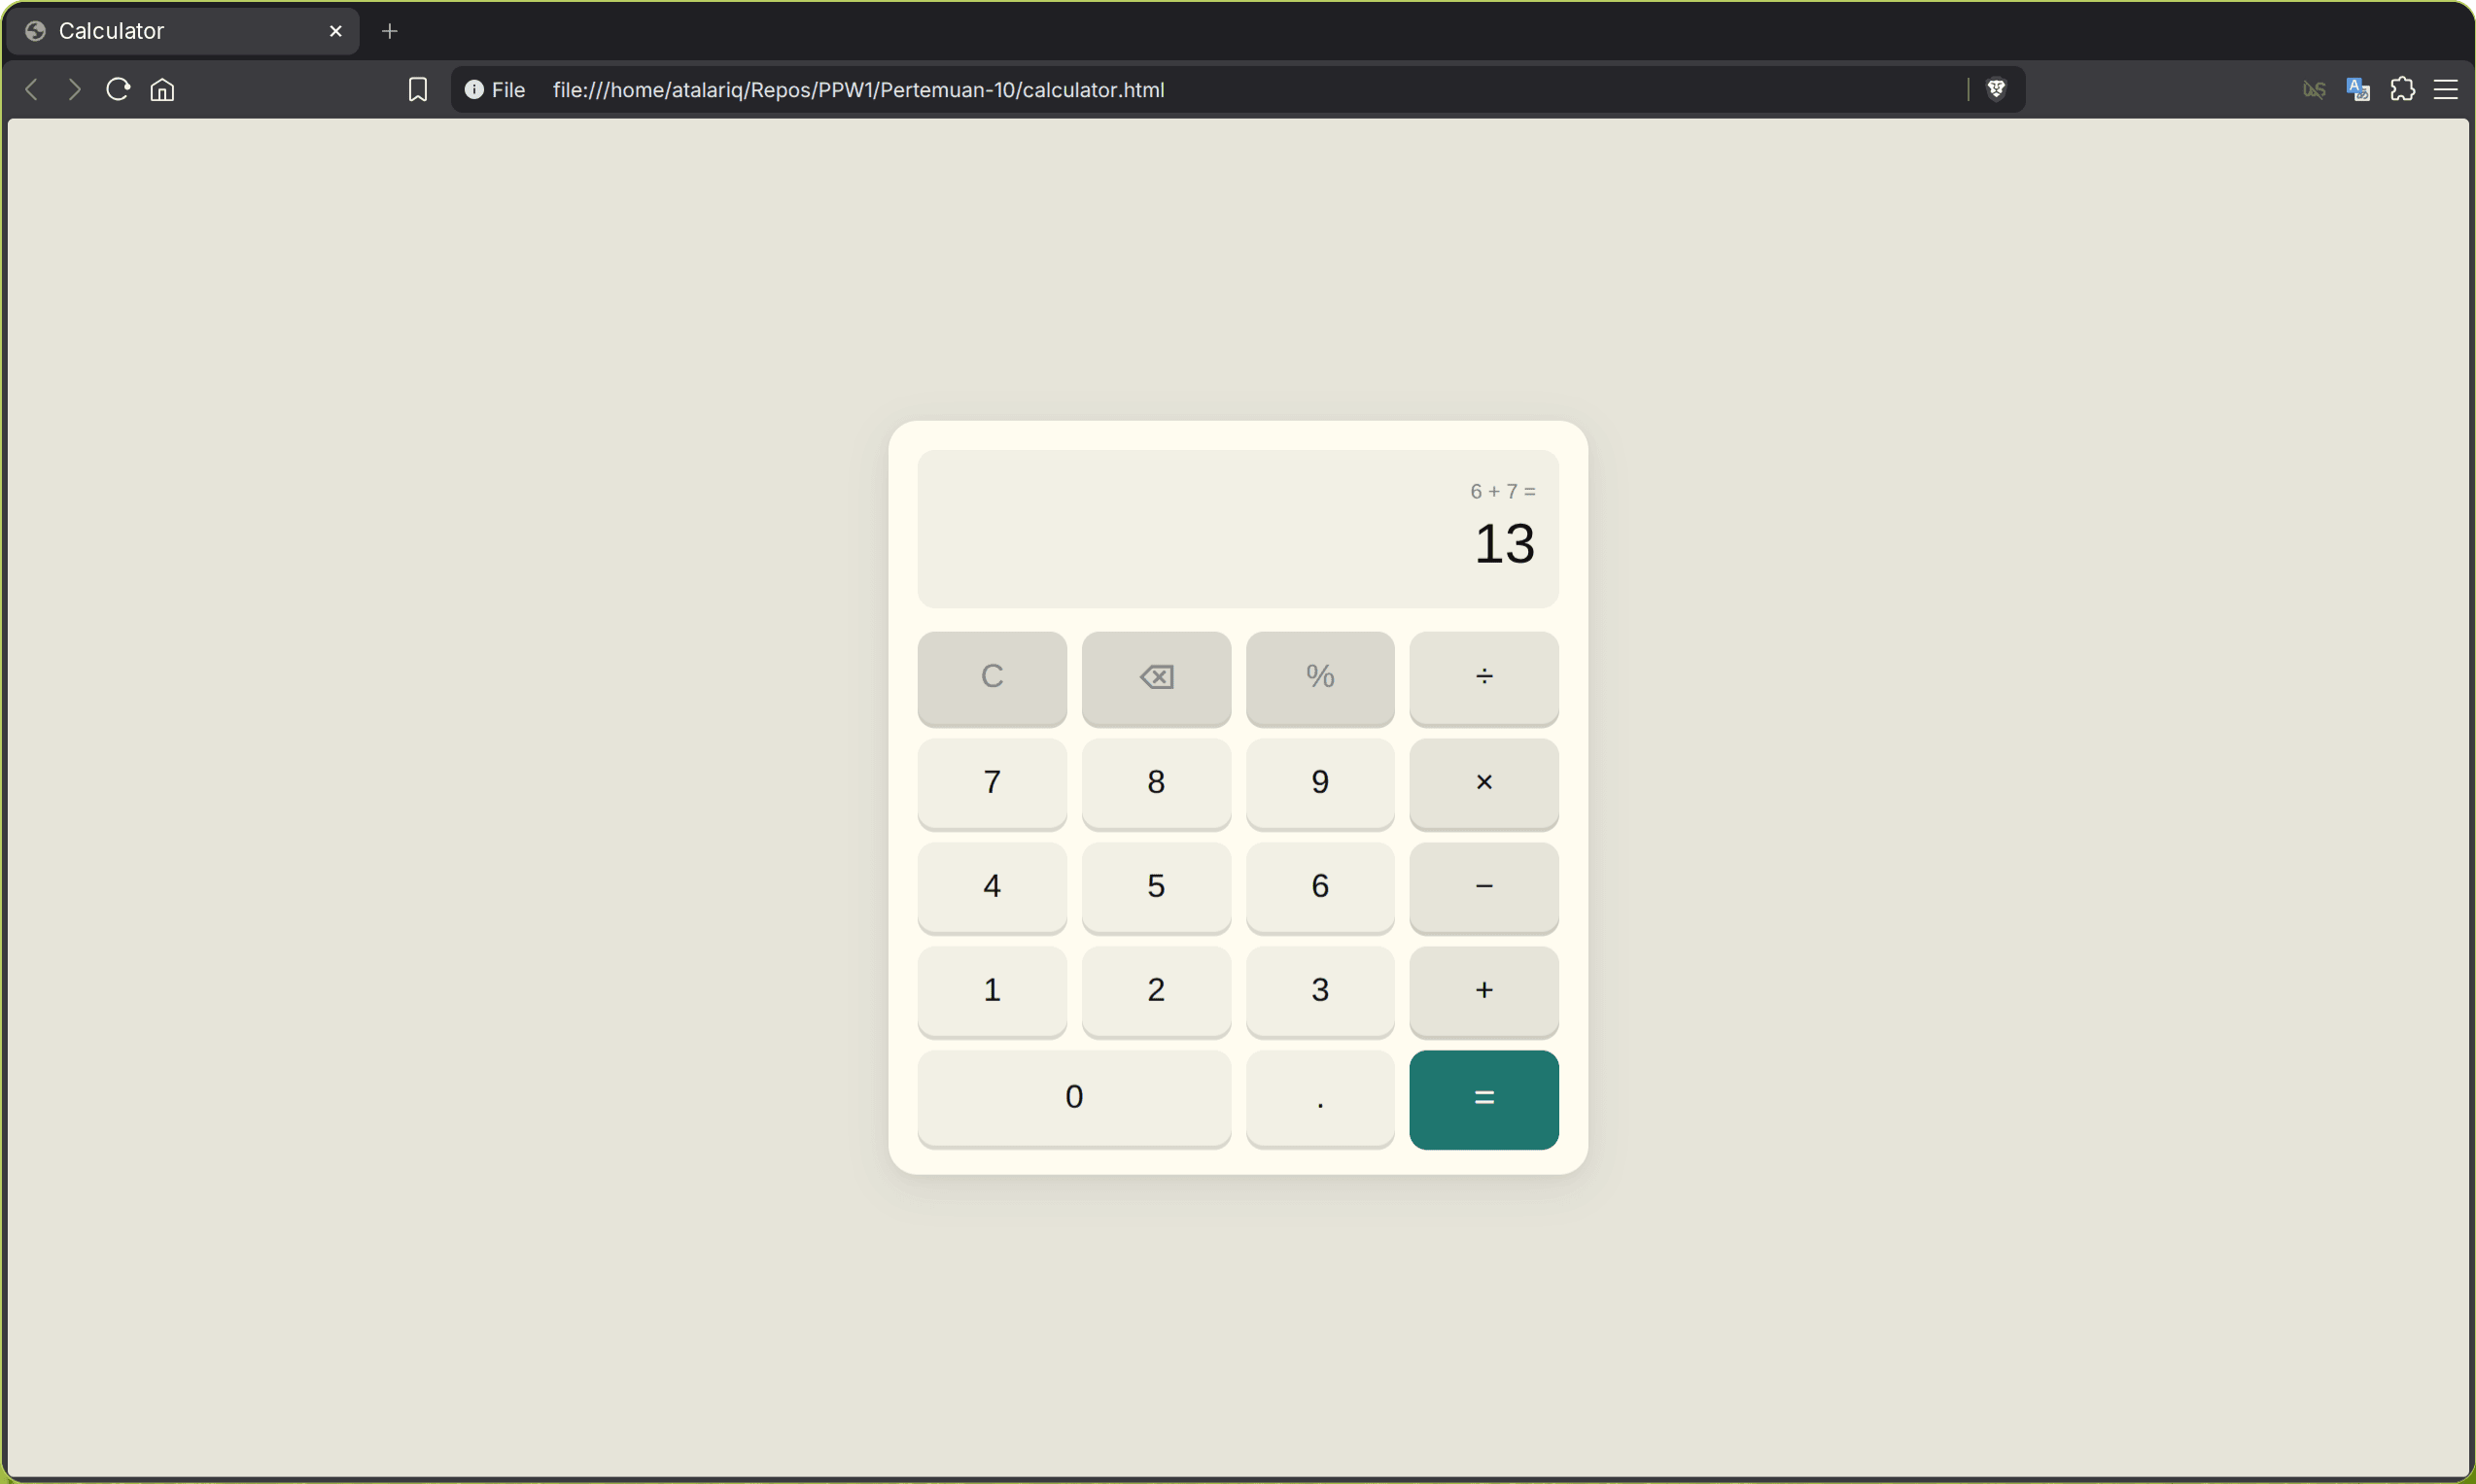 Calculator
File file:///home/atalariq/Repos/PPW1/Pertemuan-10/calculator.html
6 + 7 =
13
C % ÷
7 8 9 ×
4 5 6 −
1 2 3 +
0 . =